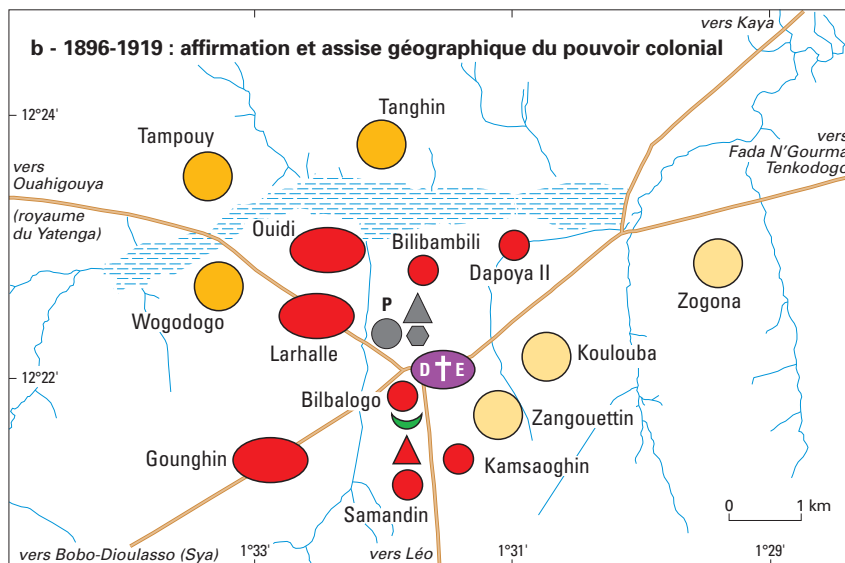 b - 1896-1919 : affirmation et assise géographique du pouvoir colonial
vers Kaya
12°24'
Tanghin
Tampouy
vers
Fada N'Gourma
Tenkodogo
vers
Ouahigouya
(royaume
du Yatenga)
Ouidi
Bilibambili
Dapoya II
Zogona
Wogodogo
P
Larhalle
Koulouba
12°22'
D E
Bilbalogo
Zangouettin
Gounghin
Kamsaoghin
Samandin
0 1 km
vers Bobo-Dioulasso (Sya)
1°33'
vers Léo
1°31'
1°29'